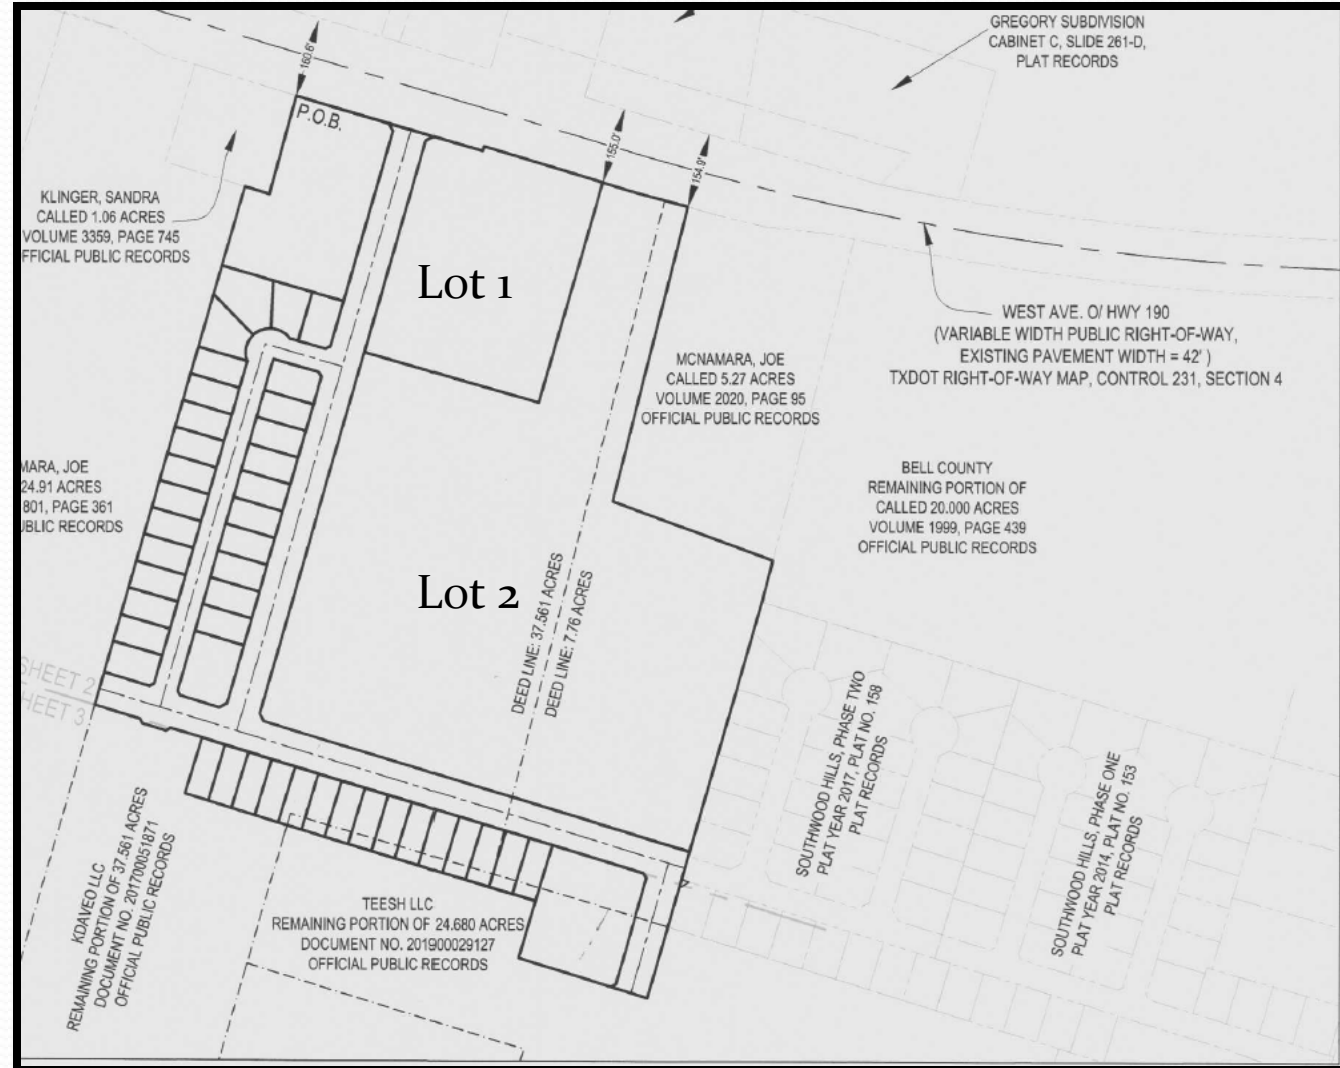 GREGORY SUBDIVISION
CABINET C, SLIDE 261-D,
PLAT RECORDS
160.6'
P.O.B.
155.0'
154.9'
KLINGER, SANDRA
CALLED 1.06 ACRES
VOLUME 3359, PAGE 745
FFICIAL PUBLIC RECORDS
Lot 1
WEST AVE. O/ HWY 190
(VARIABLE WIDTH PUBLIC RIGHT-OF-WAY,
EXISTING PAVEMENT WIDTH = 42' )
TXDOT RIGHT-OF-WAY MAP, CONTROL 231, SECTION 4
MCNAMARA, JOE
CALLED 5.27 ACRES
VOLUME 2020, PAGE 95
OFFICIAL PUBLIC RECORDS
MARA, JOE
24.91 ACRES
801, PAGE 361
UBLIC RECORDS
BELL COUNTY
REMAINING PORTION OF
CALLED 20.000 ACRES
VOLUME 1999, PAGE 439
OFFICIAL PUBLIC RECORDS
Lot 2
DEED LINE: 37.561 ACRES
DEED LINE: 7.76 ACRES
SHEET 2
HEET 3
SOUTHWOOD HILLS, PHASE TWO
PLAT YEAR 2017, PLAT NO. 158
PLAT RECORDS
SOUTHWOOD HILLS, PHASE ONE
PLAT YEAR 2014, PLAT NO. 153
PLAT RECORDS
KDAVEO LLC
REMAINING PORTION OF 37.561 ACRES
DOCUMENT NO. 201700051871
OFFICIAL PUBLIC RECORDS
TEESH LLC
REMAINING PORTION OF 24.680 ACRES
DOCUMENT NO. 201900029127
OFFICIAL PUBLIC RECORDS